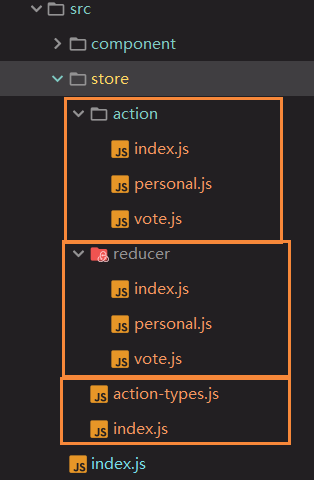 src
component
store
action
JS index.js
JS personal.js
JS vote.js
reducer
JS index.js
JS personal.js
JS vote.js
JS action-types.js
JS index.js
JS index.js